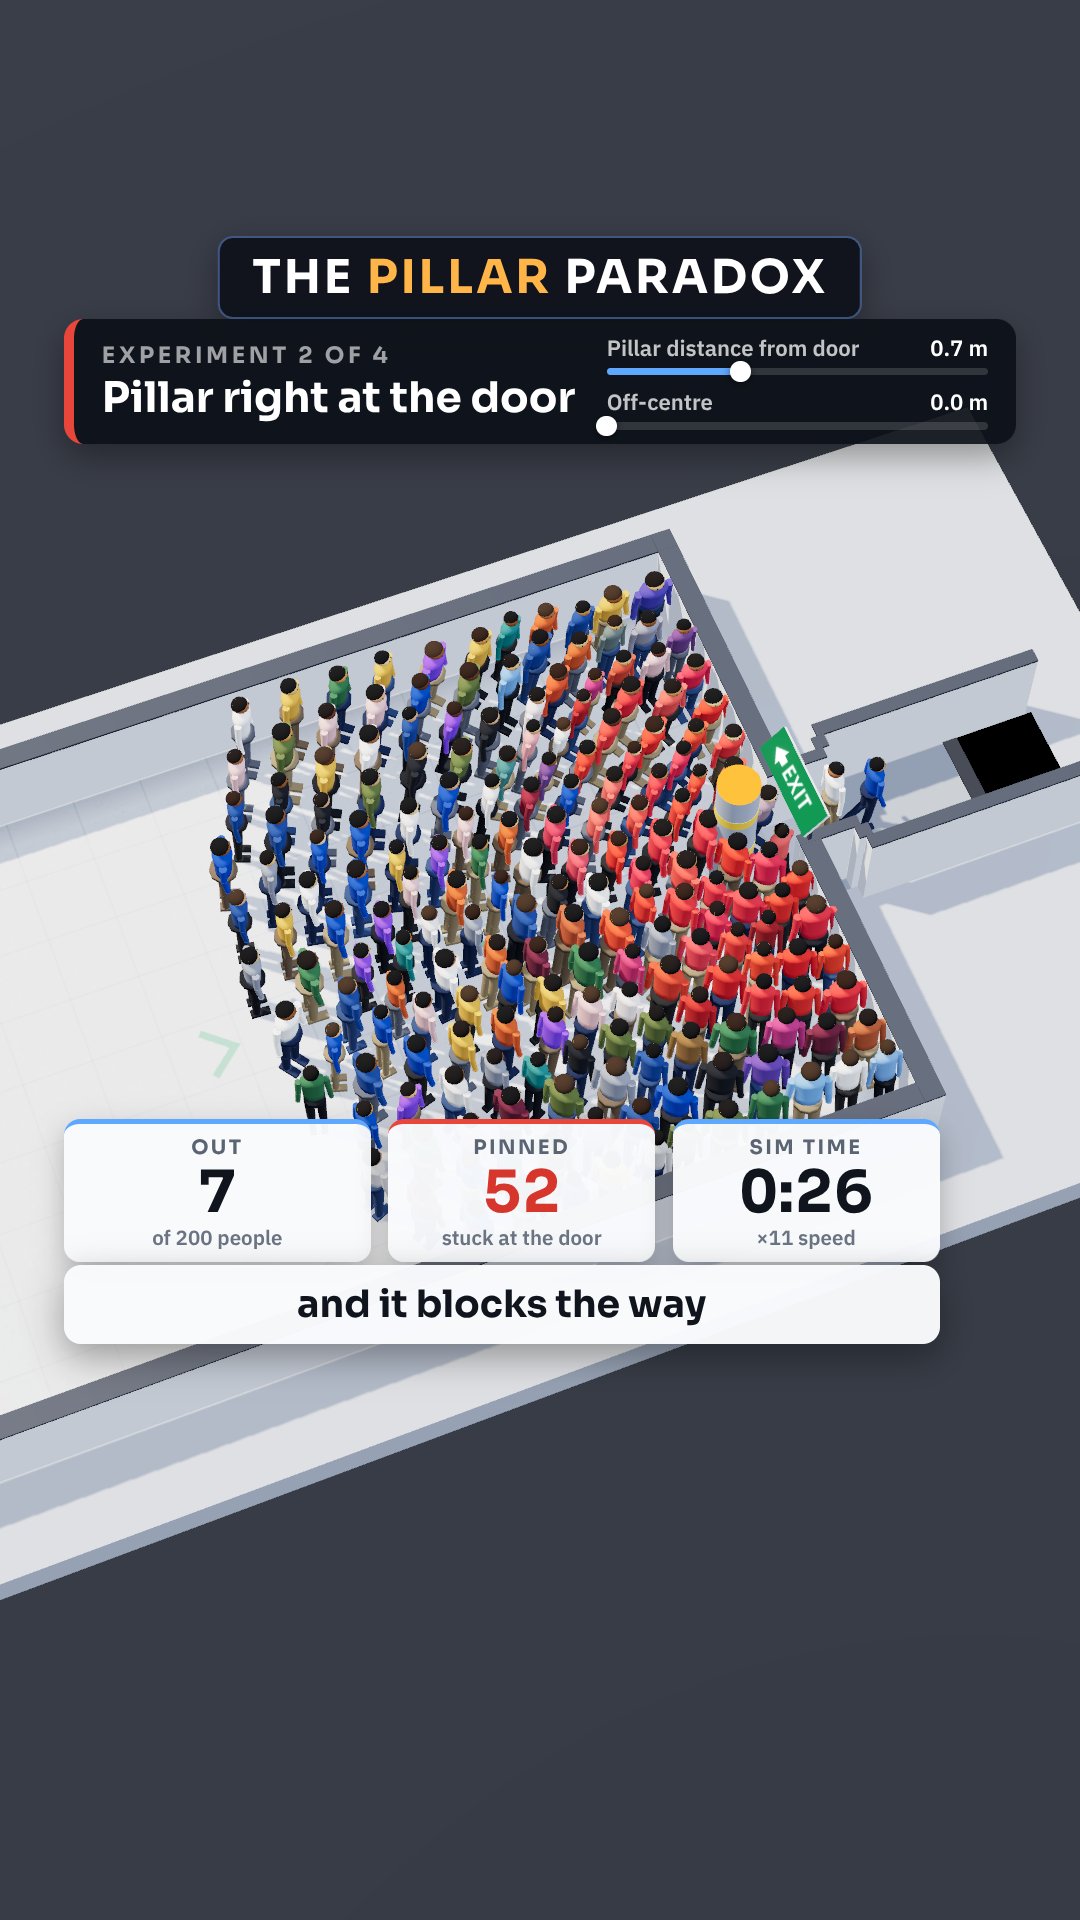 THE PILLAR PARADOX
EXPERIMENT 2 OF 4
Pillar right at the door
Pillar distance from door 0.7 m
Off-centre 0.0 m
EXIT
OUT
7
of 200 people
PINNED
52
stuck at the door
SIM TIME
0:26
×11 speed
and it blocks the way